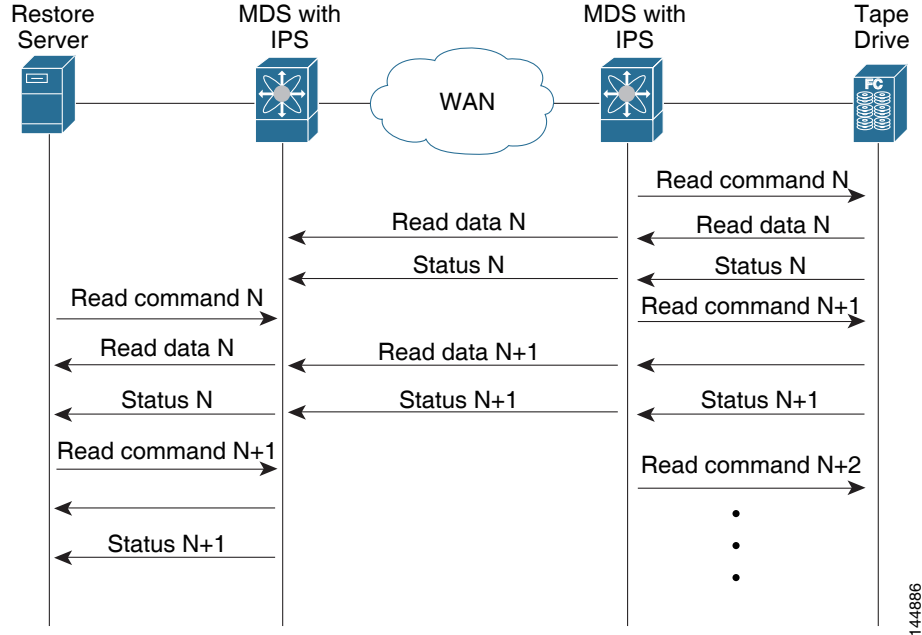 Restore
Server
MDS with
IPS
MDS with
IPS
Tape
Drive
WAN
FC
Read command N
Read data N
Read data N
Status N
Status N
Read command N
Read command N+1
Read data N
Read data N+1
Status N
Status N+1
Status N+1
Read command N+1
Read command N+2
Status N+1
144886